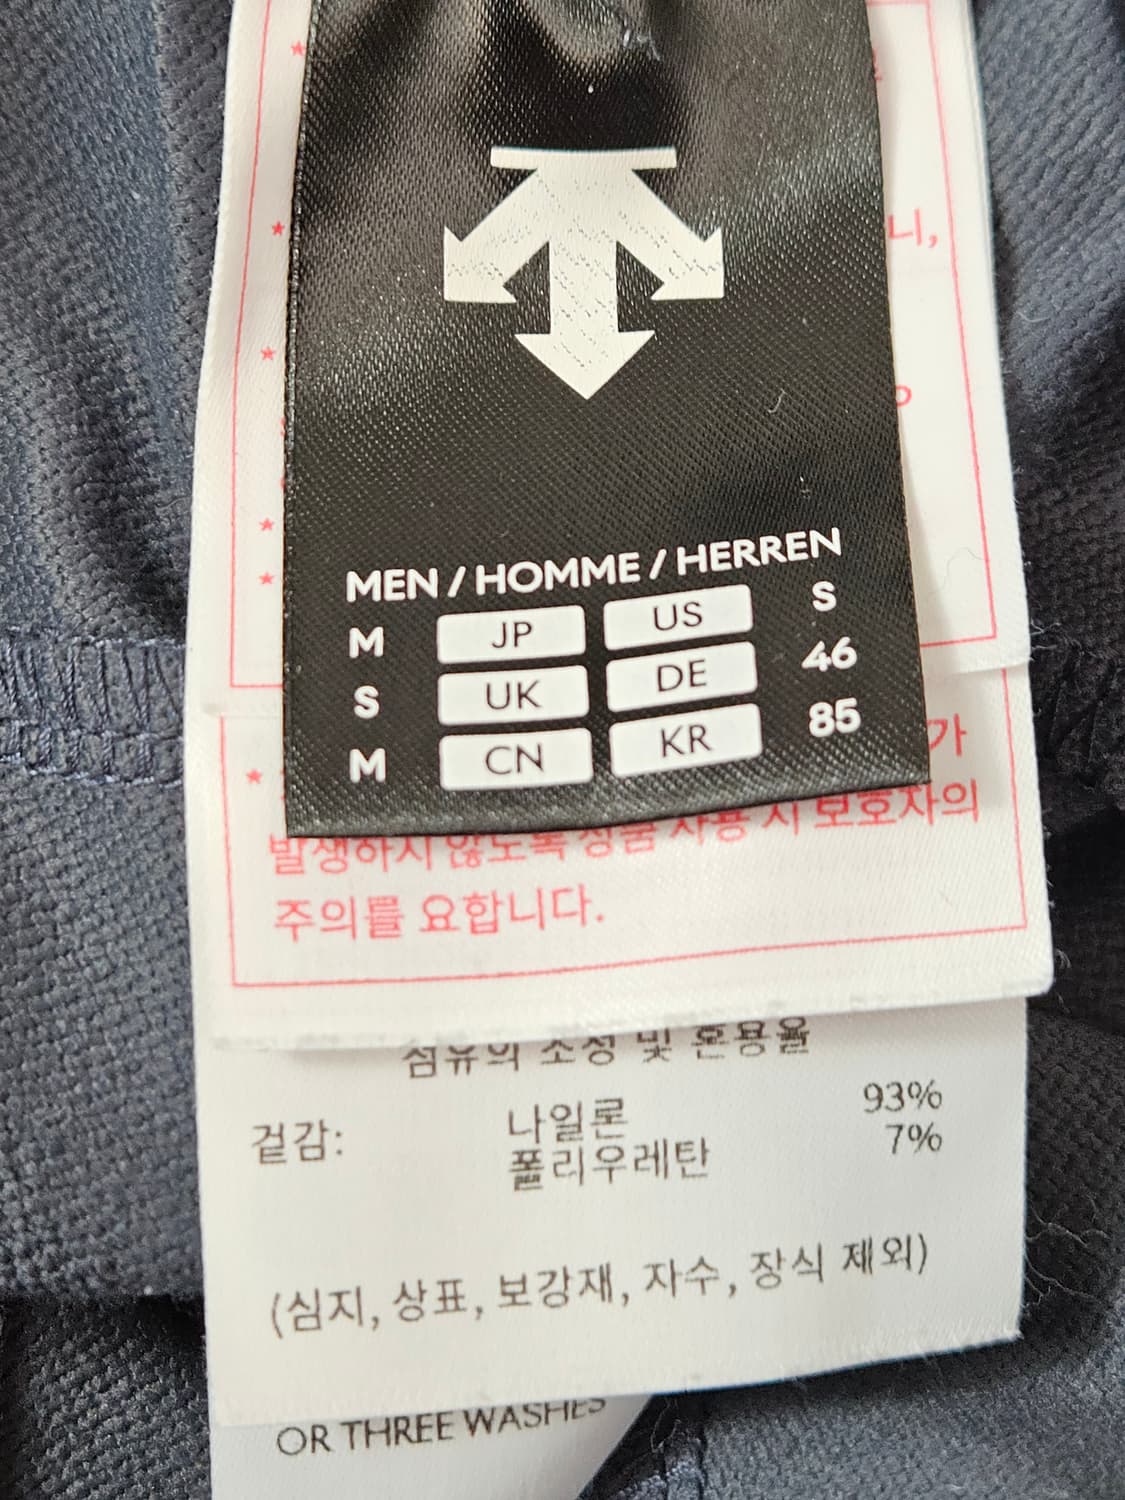 MEN / HOMME / HERREN
M JP US S
S UK DE 46
M CN KR 85
니,
가
발생하지 않도록 상품 사용 시 보호자의
주의를 요합니다.
섬유의 조성 및 혼용율
겉감: 나일론 93%
폴리우레탄 7%
(심지, 상표, 보강재, 자수, 장식 제외)
OR THREE WASHES